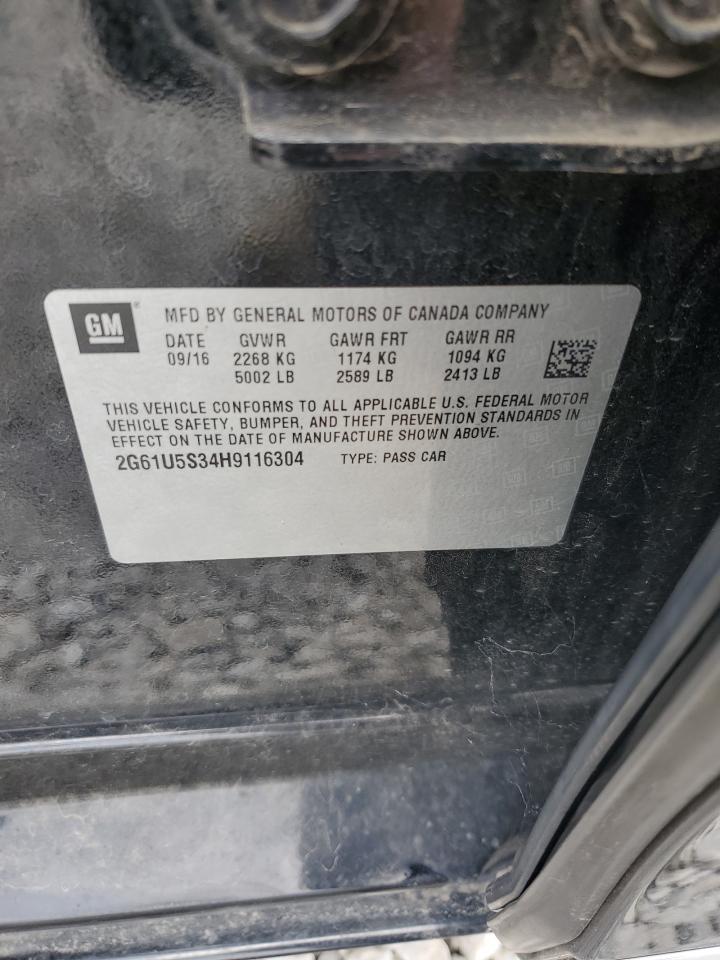 GM®
MFD BY GENERAL MOTORS OF CANADA COMPANY
DATE GVWR GAWR FRT GAWR RR
09/16 2268 KG 1174 KG 1094 KG
5002 LB 2589 LB 2413 LB
THIS VEHICLE CONFORMS TO ALL APPLICABLE U.S. FEDERAL MOTOR
VEHICLE SAFETY, BUMPER, AND THEFT PREVENTION STANDARDS IN
EFFECT ON THE DATE OF MANUFACTURE SHOWN ABOVE.
2G61U5S34H9116304 TYPE: PASS CAR